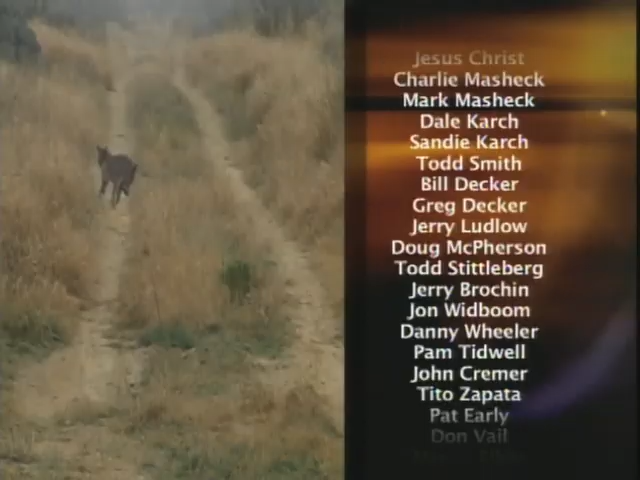 Jesus Christ
Charlie Masheck
Mark Masheck
Dale Karch
Sandie Karch
Todd Smith
Bill Decker
Greg Decker
Jerry Ludlow
Doug McPherson
Todd Stittleberg
Jerry Brochin
Jon Widboom
Danny Wheeler
Pam Tidwell
John Cremer
Tito Zapata
Pat Early
Don Vail